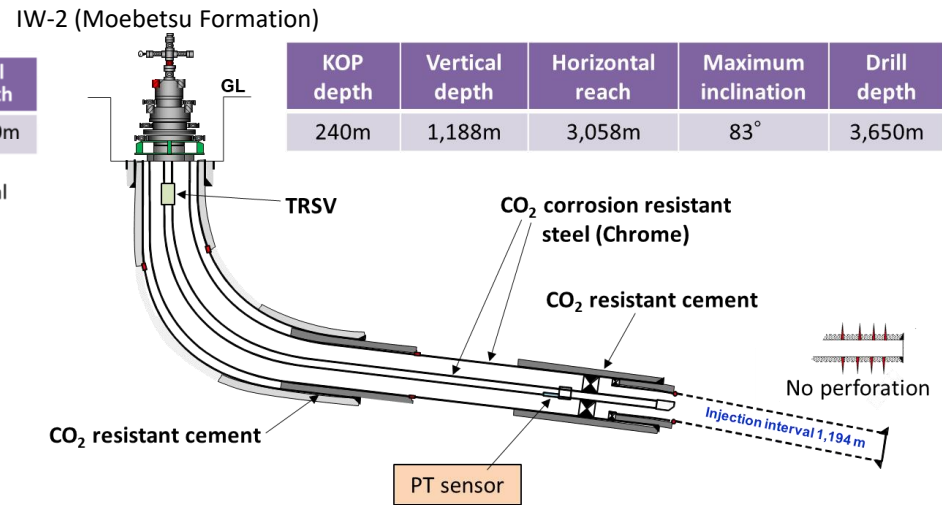 IW-2 (Moebetsu Formation)
GL
KOP depth
Vertical depth
Horizontal reach
Maximum inclination
Drill depth
240m
1,188m
3,058m
83°
3,650m
TRSV
CO₂ corrosion resistant
steel (Chrome)
CO₂ resistant cement
No perforation
Injection interval 1,194 m
CO₂ resistant cement
PT sensor